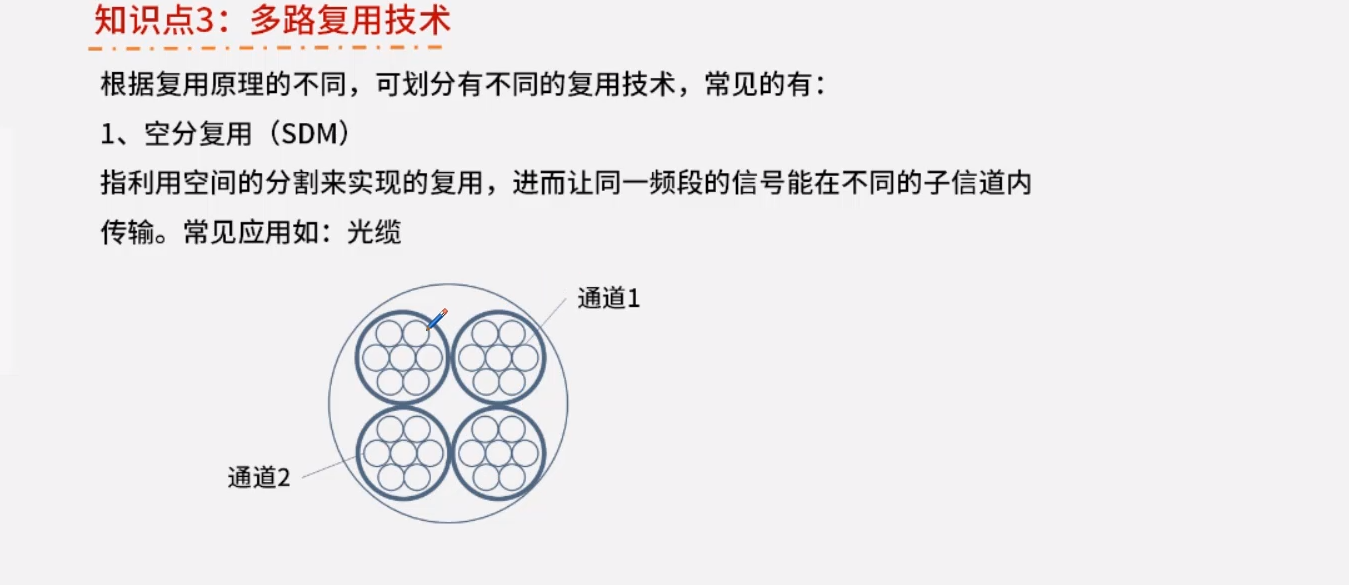 知识点3：多路复用技术
根据复用原理的不同，可划分有不同的复用技术，常见的有：
1、空分复用（SDM）
指利用空间的分割来实现的复用，进而让同一频段的信号能在不同的子信道内
传输。常见应用如：光缆
通道1
通道2